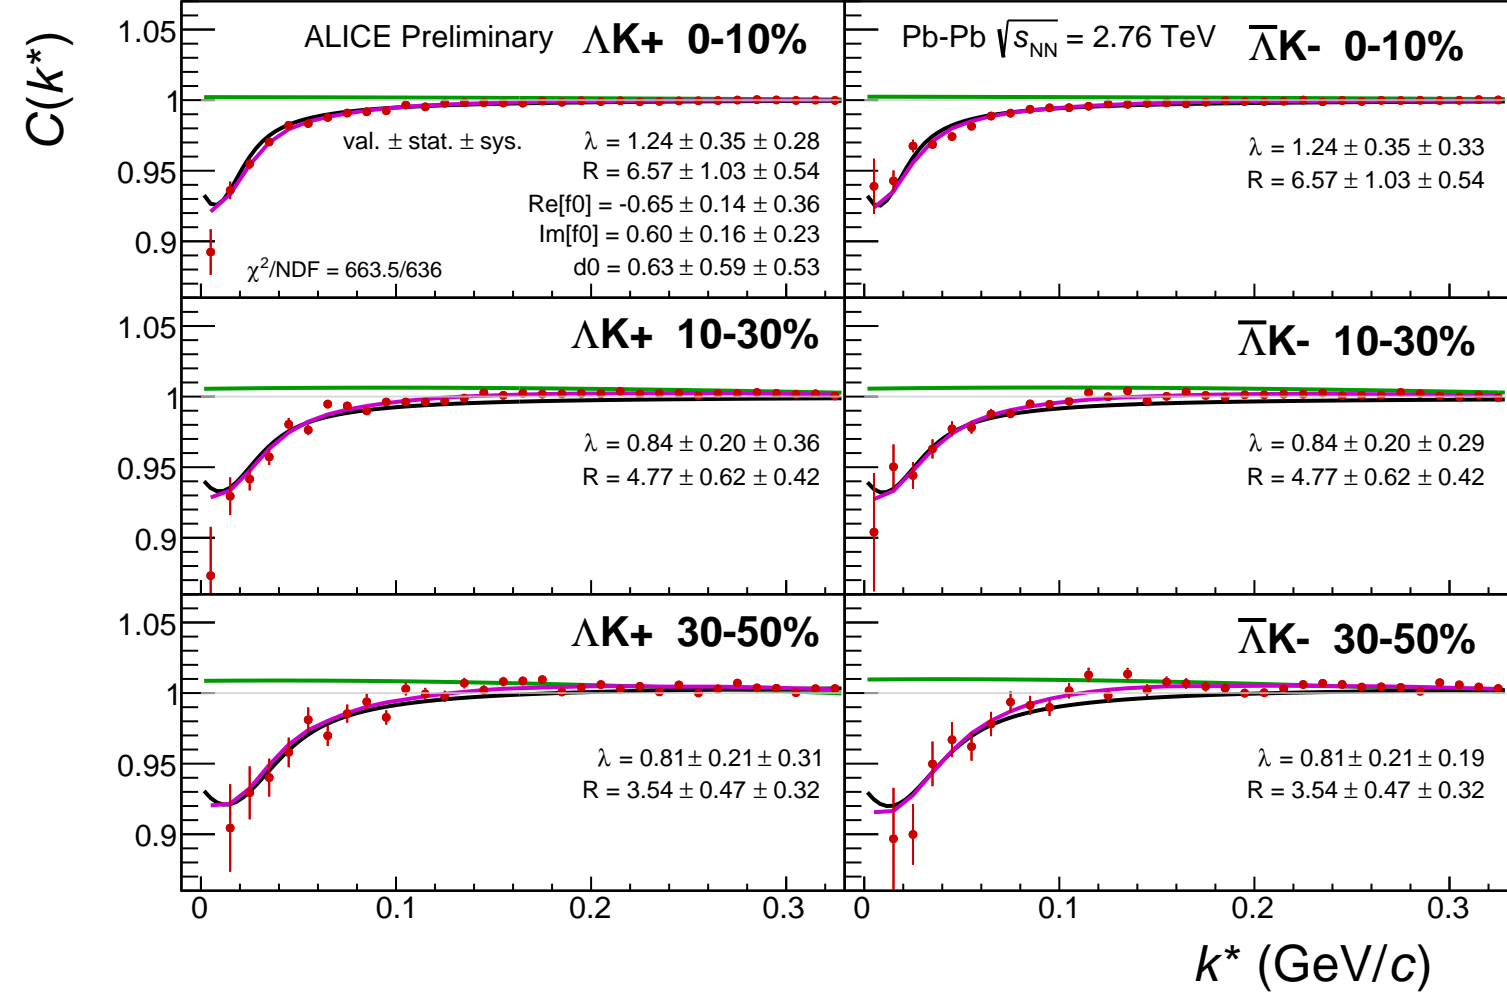 C(k*)
ALICE Preliminary ΛK+ 0-10%
1.05
1
0.95
0.9
val. ± stat. ± sys.
λ = 1.24 ± 0.35 ± 0.28
R = 6.57 ± 1.03 ± 0.54
Re[f0] = -0.65 ± 0.14 ± 0.36
Im[f0] = 0.60 ± 0.16 ± 0.23
d0 = 0.63 ± 0.59 ± 0.53
χ²/NDF = 663.5/636
Pb-Pb √sNN = 2.76 TeV Λ̅K- 0-10%
λ = 1.24 ± 0.35 ± 0.33
R = 6.57 ± 1.03 ± 0.54
ΛK+ 10-30%
1.05
1
0.95
0.9
λ = 0.84 ± 0.20 ± 0.36
R = 4.77 ± 0.62 ± 0.42
Λ̅K- 10-30%
λ = 0.84 ± 0.20 ± 0.29
R = 4.77 ± 0.62 ± 0.42
ΛK+ 30-50%
1.05
1
0.95
0.9
λ = 0.81 ± 0.21 ± 0.31
R = 3.54 ± 0.47 ± 0.32
Λ̅K- 30-50%
λ = 0.81 ± 0.21 ± 0.19
R = 3.54 ± 0.47 ± 0.32
0 0.1 0.2 0.3
0 0.1 0.2 0.3
k* (GeV/c)